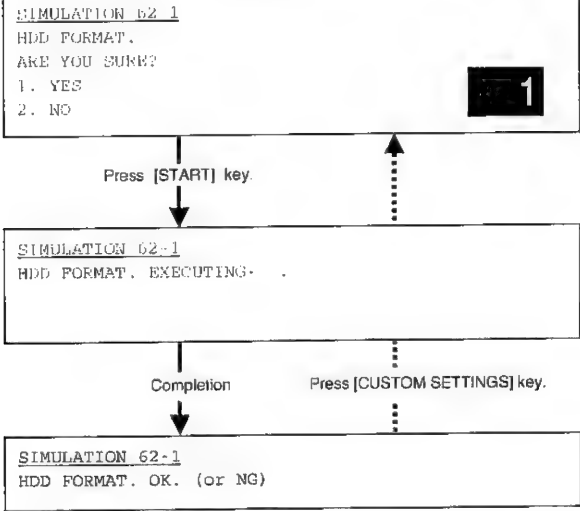 SIMULATION 62-1
HDD FORMAT.
ARE YOU SURE?
1. YES
2. NO
1
Press [START] key.
SIMULATION 62-1
HDD FORMAT. EXECUTING· .
Completion
Press [CUSTOM SETTINGS] key.
SIMULATION 62-1
HDD FORMAT. OK. (or NG)